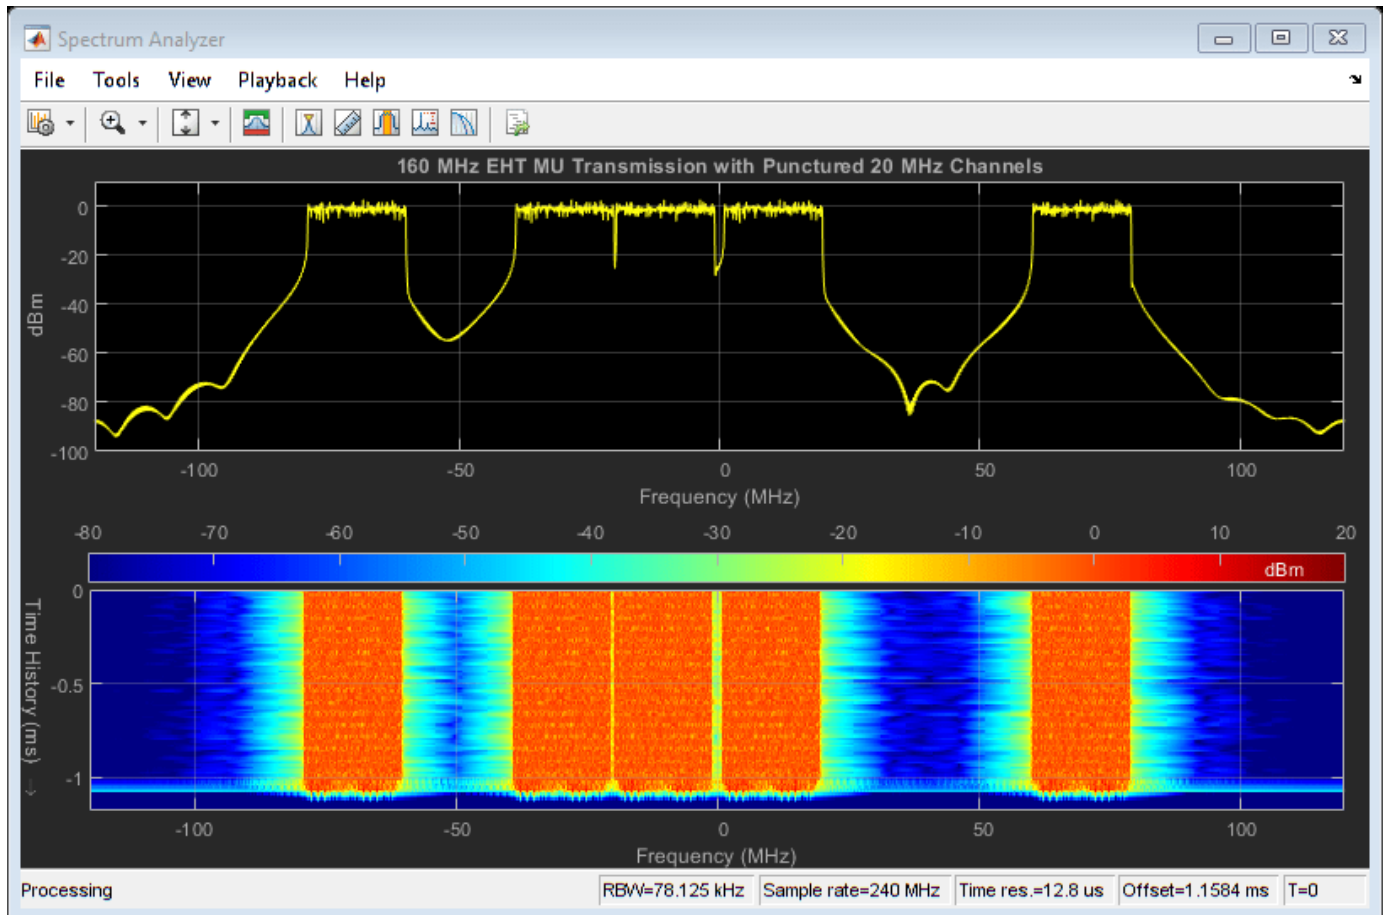 Spectrum Analyzer
File Tools View Playback Help
160 MHz EHT MU Transmission with Punctured 20 MHz Channels
0
-20
-40
-60
-80
-100
dBm
-100 -50 0 50 100
Frequency (MHz)
-80 -70 -60 -50 -40 -30 -20 -10 0 10 20
dBm
0
-0.5
-1
Time History (ms) →
-100 -50 0 50 100
Frequency (MHz)
Processing RBW=78.125 kHz Sample rate=240 MHz Time res.=12.8 us Offset=1.1584 ms T=0